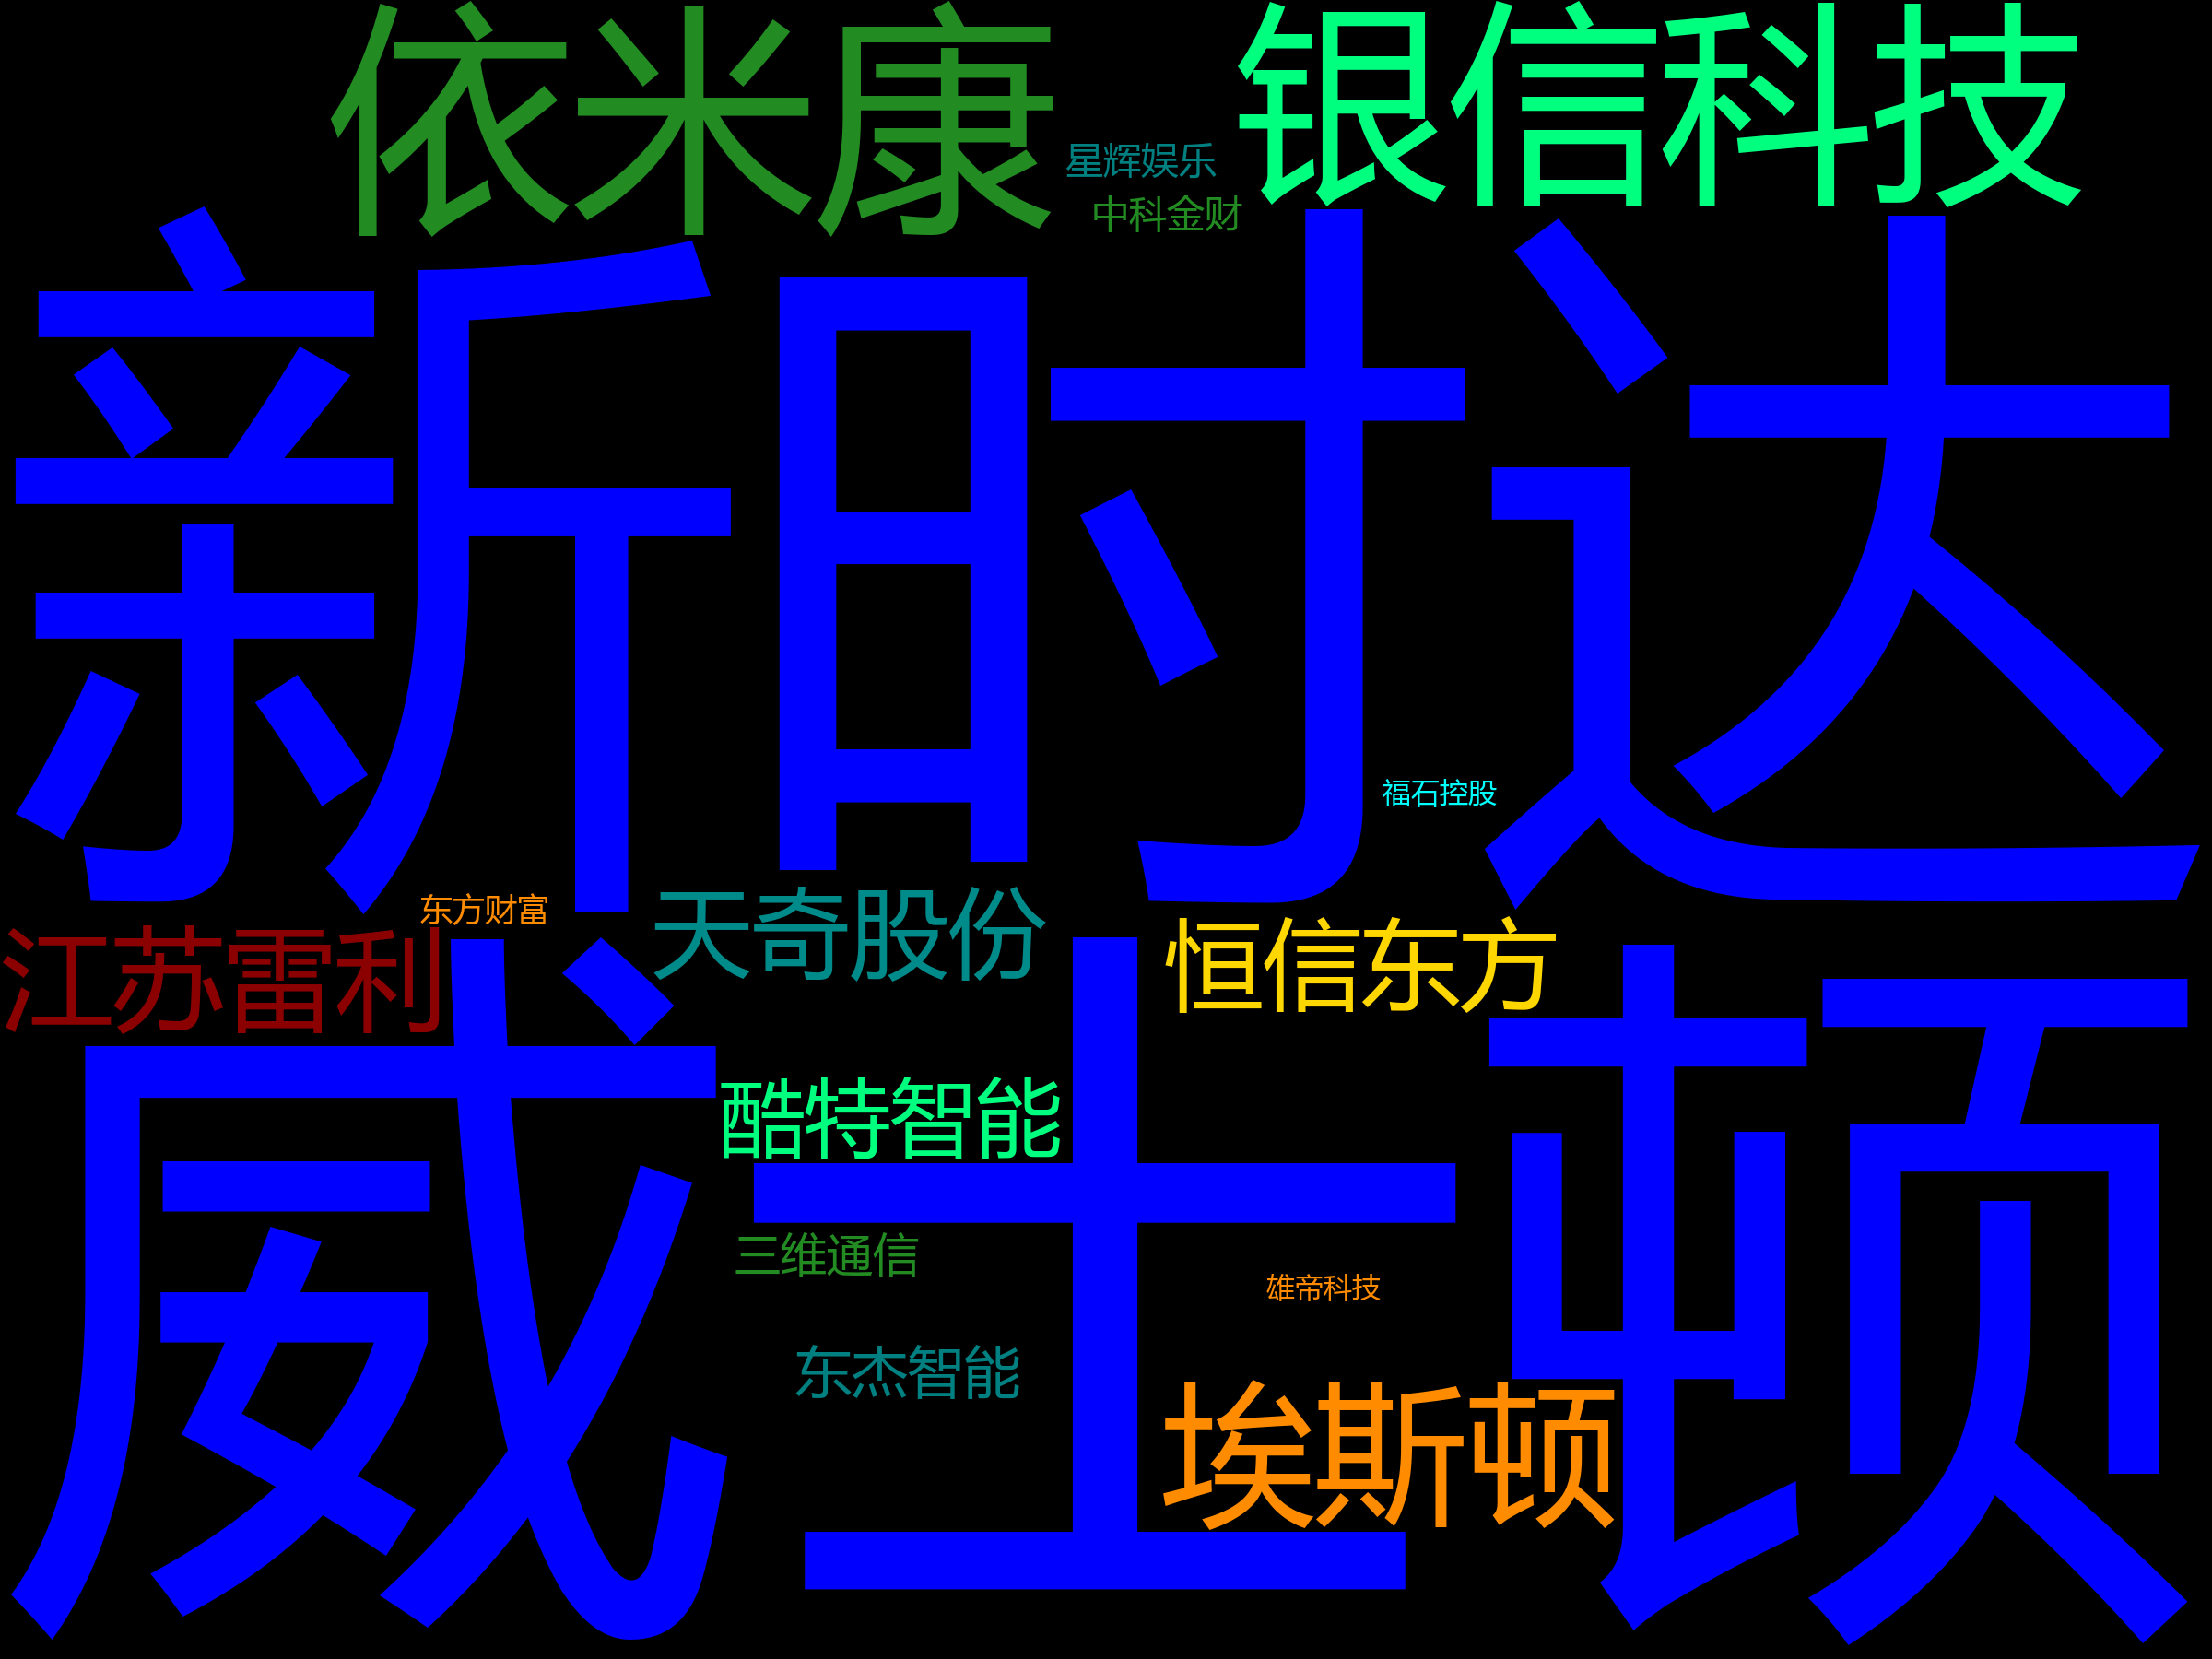 依米康
银信科技
星辉娱乐
中科金财
新时达
福石控股
东方财富
天奇股份
江苏雷利
恒信东方
威士顿
酷特智能
三维通信
雄帝科技
东杰智能
埃斯顿